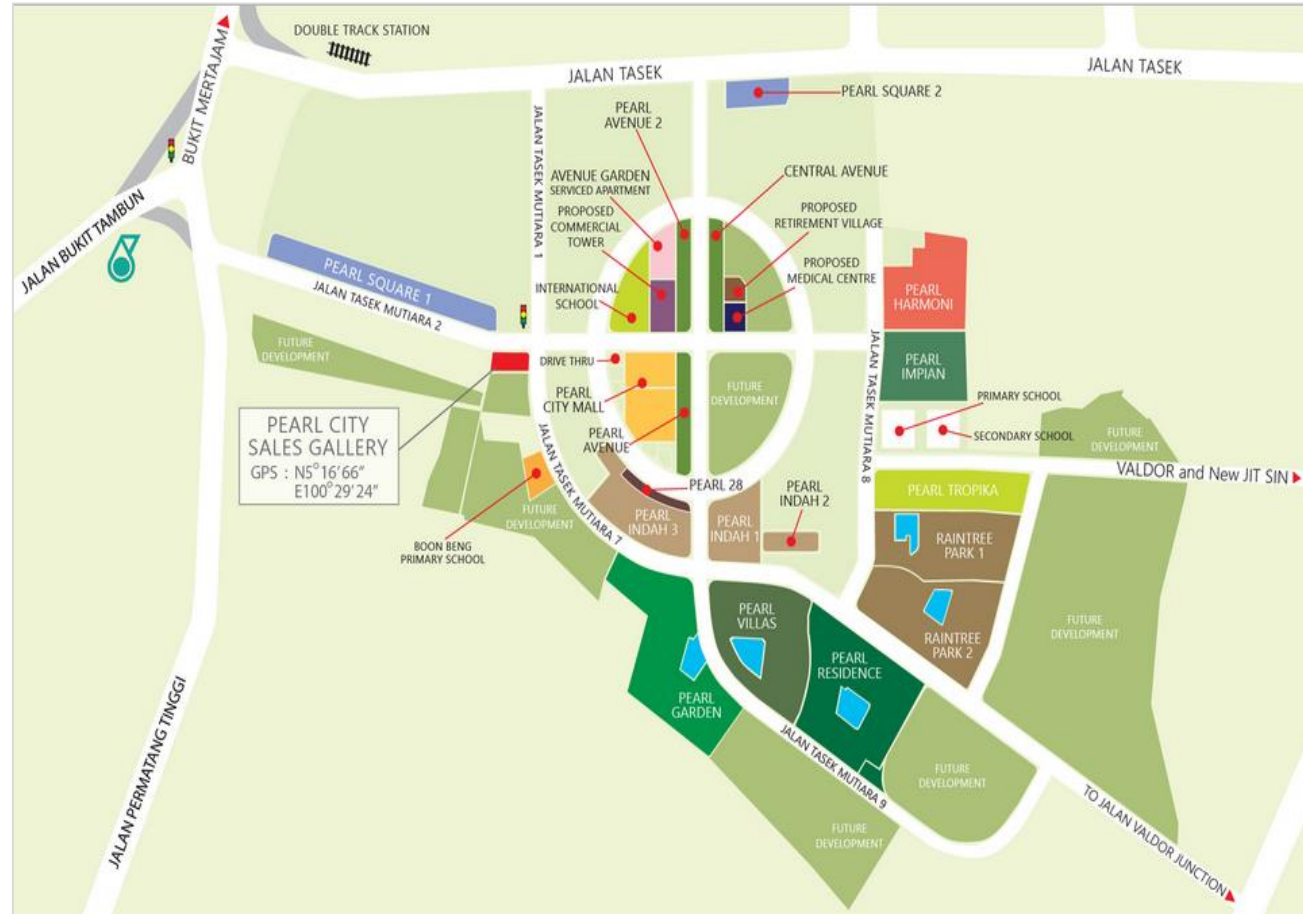 DOUBLE TRACK STATION
BUKIT MERTAJAM
JALAN TASEK
JALAN TASEK
PEARL SQUARE 2
PEARL
AVENUE 2
JALAN TASEK MUTIARA 1
AVENUE GARDEN
SERVICED APARTMENT
CENTRAL AVENUE
PROPOSED
COMMERCIAL
TOWER
PROPOSED
RETIREMENT VILLAGE
PROPOSED
MEDICAL CENTRE
JALAN BUKIT TAMBUN
PEARL SQUARE 1
JALAN TASEK MUTIARA 2
INTERNATIONAL
SCHOOL
PEARL
HARMONI
FUTURE
DEVELOPMENT
DRIVE THRU
PEARL
IMPIAN
PEARL
CITY MALL
FUTURE
DEVELOPMENT
JALAN TASEK MUTIARA 8
PRIMARY SCHOOL
SECONDARY SCHOOL
FUTURE
DEVELOPMENT
PEARL CITY
SALES GALLERY
GPS : N5°16'66"
E100°29'24"
PEARL
AVENUE
VALDOR and New JIT SIN
JALAN TASEK MUTIARA 7
PEARL 28
PEARL
INDAH 2
PEARL TROPIKA
FUTURE
DEVELOPMENT
PEARL
INDAH 3
PEARL
INDAH 1
RAINTREE
PARK 1
BOON BENG
PRIMARY SCHOOL
PEARL
VILLAS
RAINTREE
PARK 2
FUTURE
DEVELOPMENT
PEARL
RESIDENCE
PEARL
GARDEN
JALAN TASEK MUTIARA 9
FUTURE
DEVELOPMENT
FUTURE
DEVELOPMENT
JALAN PERMATANG TINGGI
TO JALAN VALDOR JUNCTION